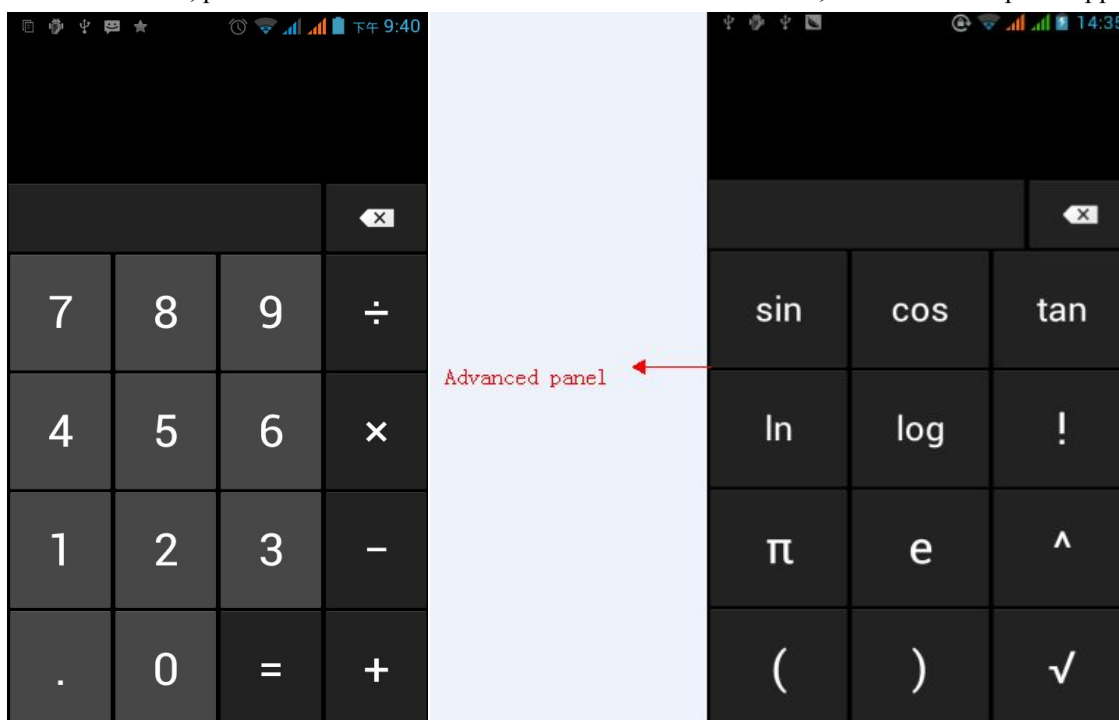 下午 9:40
7 8 9 ÷
4 5 6 ×
1 2 3 −
. 0 = +
Advanced panel
14:35
sin cos tan
ln log !
π e ^
( ) √